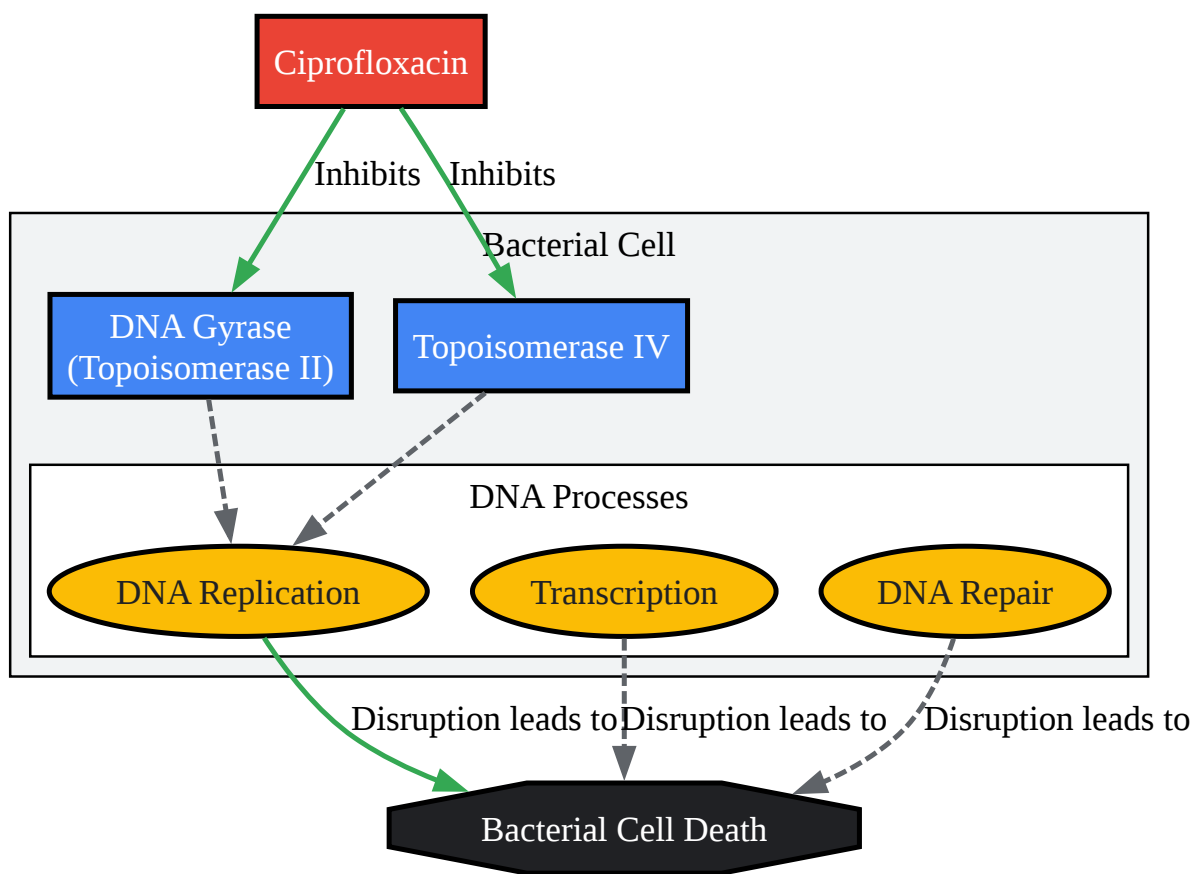 Ciprofloxacin
Inhibits
Inhibits
Bacterial Cell
DNA Gyrase
(Topoisomerase II)
Topoisomerase IV
DNA Processes
DNA Replication
Transcription
DNA Repair
Disruption leads to
Disruption leads to
Disruption leads to
Bacterial Cell Death